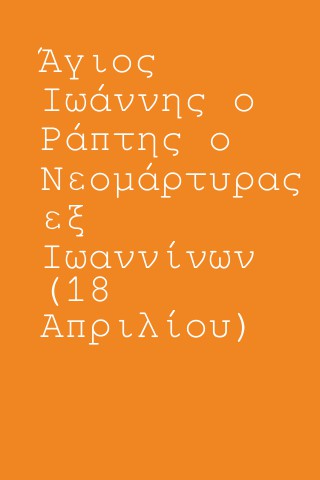 Άγιος
Ιωάννης ο
Ράπτης ο
Νεομάρτυρας
εξ
Ιωαννίνων
(18
Απριλίου)